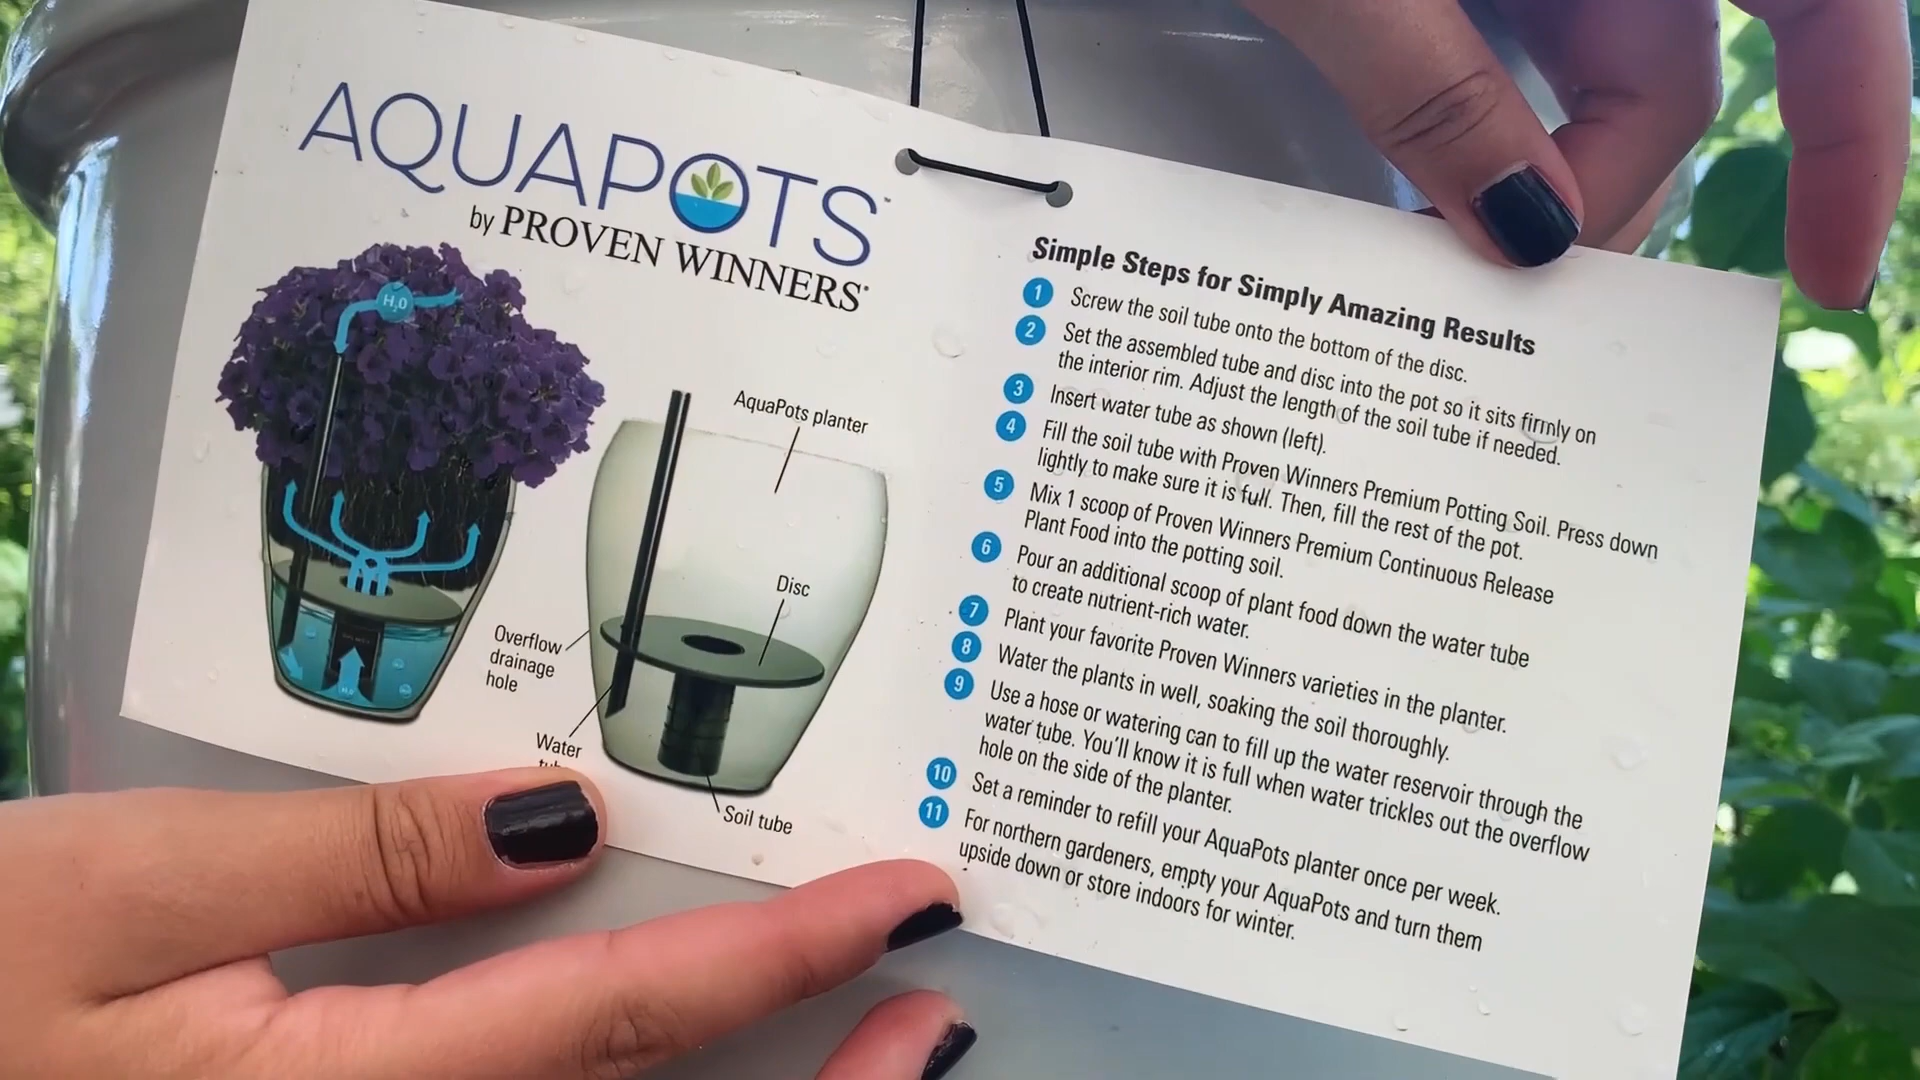 AQUAPOTS
by PROVEN WINNERS®
H₂O
AquaPots planter
Disc
Overflow
drainage
hole
Water
Soil tube
Simple Steps for Simply Amazing Results
1 Screw the soil tube onto the bottom of the disc.
2 Set the assembled tube and disc into the pot so it sits firmly on
the interior rim. Adjust the length of the soil tube if needed.
3 Insert water tube as shown (left).
4 Fill the soil tube with Proven Winners Premium Potting Soil. Press down
lightly to make sure it is full. Then, fill the rest of the pot.
5 Mix 1 scoop of Proven Winners Premium Continuous Release
Plant Food into the potting soil.
6 Pour an additional scoop of plant food down the water tube
to create nutrient-rich water.
7 Plant your favorite Proven Winners varieties in the planter.
8 Water the plants in well, soaking the soil thoroughly.
9 Use a hose or watering can to fill up the water reservoir through the
water tube. You'll know it is full when water trickles out the overflow
hole on the side of the planter.
10 Set a reminder to refill your AquaPots planter once per week.
11 For northern gardeners, empty your AquaPots and turn them
upside down or store indoors for winter.